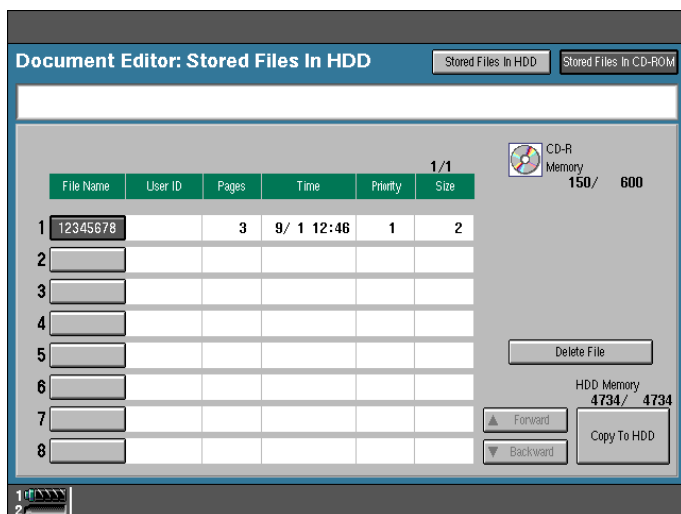 Document Editor: Stored Files In HDD
Stored Files In HDD
Stored Files In CD-ROM
CD-R
Memory
150/ 600
1/1
File Name User ID Pages Time Priority Size
1 12345678 3 9/ 1 12:46 1 2
2
3
4
5
Delete File
6
HDD Memory
4734/ 4734
7
Forward
Copy To HDD
8
Backward
1
2